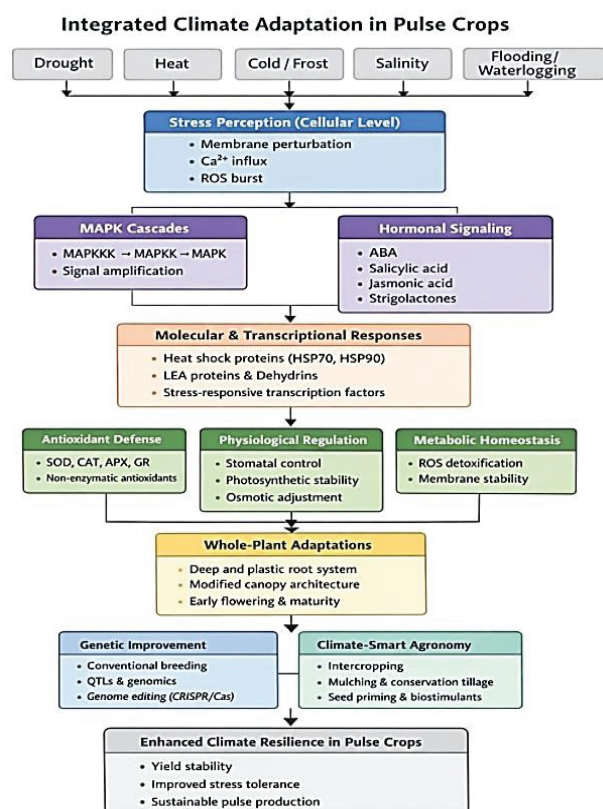 Integrated Climate Adaptation in Pulse Crops
Drought
Heat
Cold / Frost
Salinity
Flooding/
Waterlogging
Stress Perception (Cellular Level)
• Membrane perturbation
• Ca²⁺ influx
• ROS burst
MAPK Cascades
• MAPKKK → MAPKK → MAPK
• Signal amplification
Hormonal Signaling
• ABA
• Salicylic acid
• Jasmonic acid
• Strigolactones
Molecular & Transcriptional Responses
• Heat shock proteins (HSP70, HSP90)
• LEA proteins & Dehydrins
• Stress-responsive transcription factors
Antioxidant Defense
• SOD, CAT, APX, GR
• Non-enzymatic antioxidants
Physiological Regulation
• Stomatal control
• Photosynthetic stability
• Osmotic adjustment
Metabolic Homeostasis
• ROS detoxification
• Membrane stability
Whole-Plant Adaptations
• Deep and plastic root system
• Modified canopy architecture
• Early flowering & maturity
Genetic Improvement
• Conventional breeding
• QTLs & genomics
• Genome editing (CRISPR/Cas)
Climate-Smart Agronomy
• Intercropping
• Mulching & conservation tillage
• Seed priming & biostimulants
Enhanced Climate Resilience in Pulse Crops
• Yield stability
• Improved stress tolerance
• Sustainable pulse production